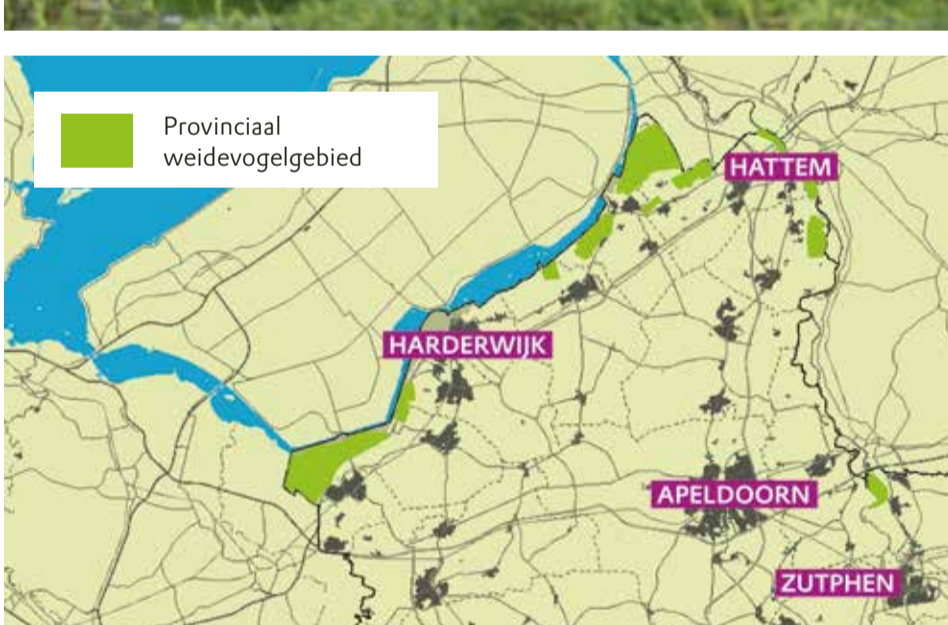 Provinciaal
weidevogelgebied
HATTEM
HARDERWIJK
APELDOORN
ZUTPHEN